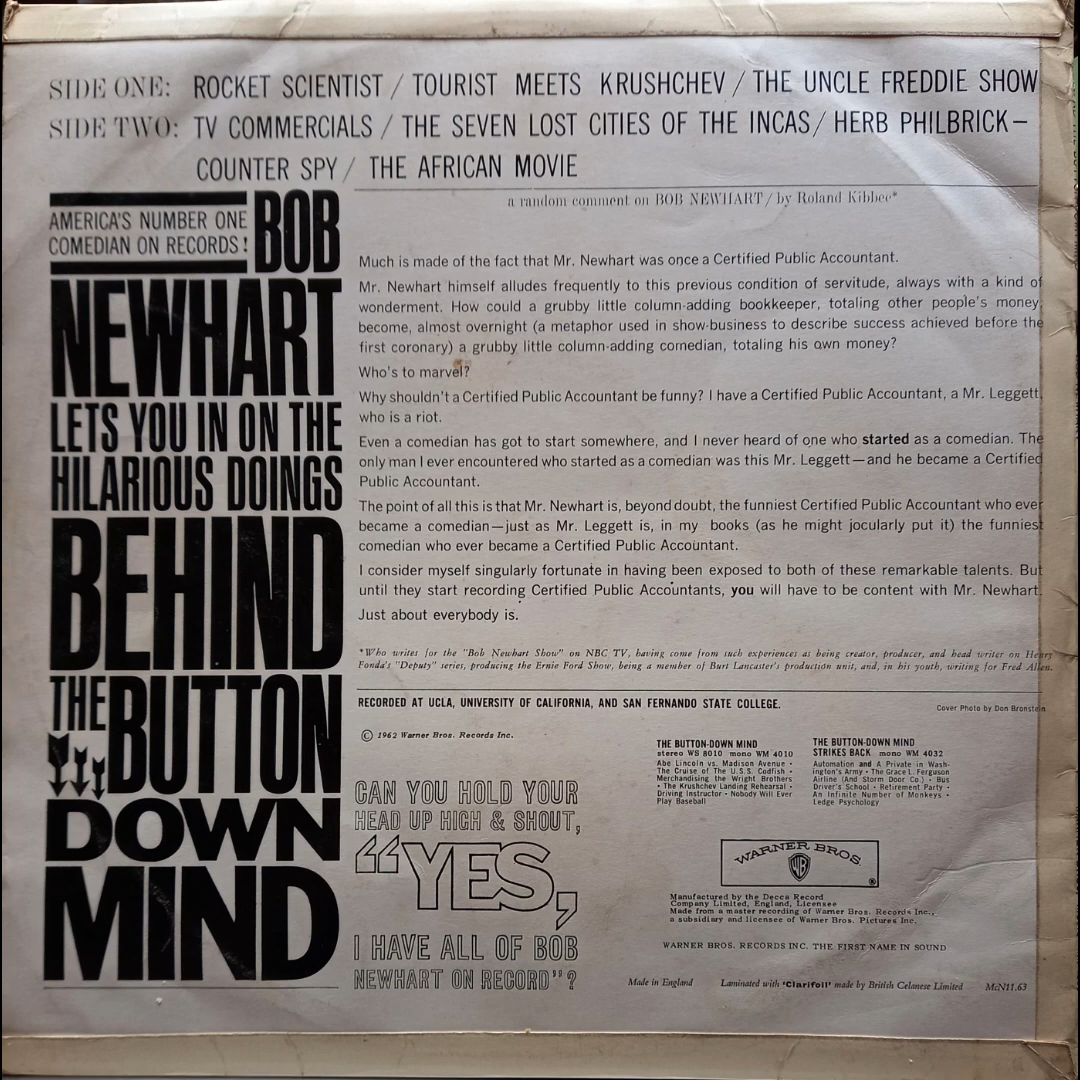 SIDE ONE: ROCKET SCIENTIST / TOURIST MEETS KRUSHCHEV / THE UNCLE FREDDIE SHOW
SIDE TWO: TV COMMERCIALS / THE SEVEN LOST CITIES OF THE INCAS / HERB PHILBRICK—
COUNTER SPY / THE AFRICAN MOVIE
AMERICA'S NUMBER ONE
COMEDIAN ON RECORDS!
BOB
NEWHART
LETS YOU IN ON THE
HILARIOUS DOINGS
BEHIND
THE BUTTON
DOWN
MIND
a random comment on BOB NEWHART / by Roland Kibbee*
Much is made of the fact that Mr. Newhart was once a Certified Public Accountant.
Mr. Newhart himself alludes frequently to this previous condition of servitude, always with a kind of
wonderment. How could a grubby little column-adding bookkeeper, totaling other people's money,
become, almost overnight (a metaphor used in show-business to describe success achieved before the
first coronary) a grubby little column-adding comedian, totaling his own money?
Who's to marvel?
Why shouldn't a Certified Public Accountant be funny? I have a Certified Public Accountant, a Mr. Leggett,
who is a riot.
Even a comedian has got to start somewhere, and I never heard of one who started as a comedian. The
only man I ever encountered who started as a comedian was this Mr. Leggett—and he became a Certified
Public Accountant.
The point of all this is that Mr. Newhart is, beyond doubt, the funniest Certified Public Accountant who ever
became a comedian—just as Mr. Leggett is, in my books (as he might jocularly put it) the funniest
comedian who ever became a Certified Public Accountant.
I consider myself singularly fortunate in having been exposed to both of these remarkable talents. But
until they start recording Certified Public Accountants, you will have to be content with Mr. Newhart.
Just about everybody is.
*Who writes for the "Bob Newhart Show" on NBC TV, having come from such experiences as being creator, producer, and head writer on Henry
Fonda's "Deputy" series, producing the Ernie Ford Show, being a member of Burt Lancaster's production unit, and, in his youth, writing for Fred Allen.
RECORDED AT UCLA, UNIVERSITY OF CALIFORNIA, AND SAN FERNANDO STATE COLLEGE.
Cover Photo by Don Bronstein
© 1962 Warner Bros. Records Inc.
CAN YOU HOLD YOUR
HEAD UP HIGH & SHOUT,
"YES,
I HAVE ALL OF BOB
NEWHART ON RECORD"?
THE BUTTON-DOWN MIND
stereo WS 8010 mono WM 4010
Abe Lincoln vs. Madison Avenue •
The Cruise of The U.S.S. Codfish •
Merchandising the Wright Brothers
• The Krushchev Landing Rehearsal •
Driving Instructor • Nobody Will Ever
Play Baseball
THE BUTTON-DOWN MIND
STRIKES BACK mono WM 4032
Automation and A Private in Wash-
ington's Army • The Grace L. Ferguson
Airline (And Storm Door Co.) • Bus
Driver's School • Retirement Party •
An Infinite Number of Monkeys •
Ledge Psychology
WARNER BROS.
WB
®
Manufactured by the Decca Record
Company Limited, England, Licensee
Made from a master recording of Warner Bros. Records Inc.,
a subsidiary and licensee of Warner Bros. Pictures Inc.
WARNER BROS. RECORDS INC. THE FIRST NAME IN SOUND
Made in England Laminated with 'Clarifoil' made by British Celanese Limited McN11.63